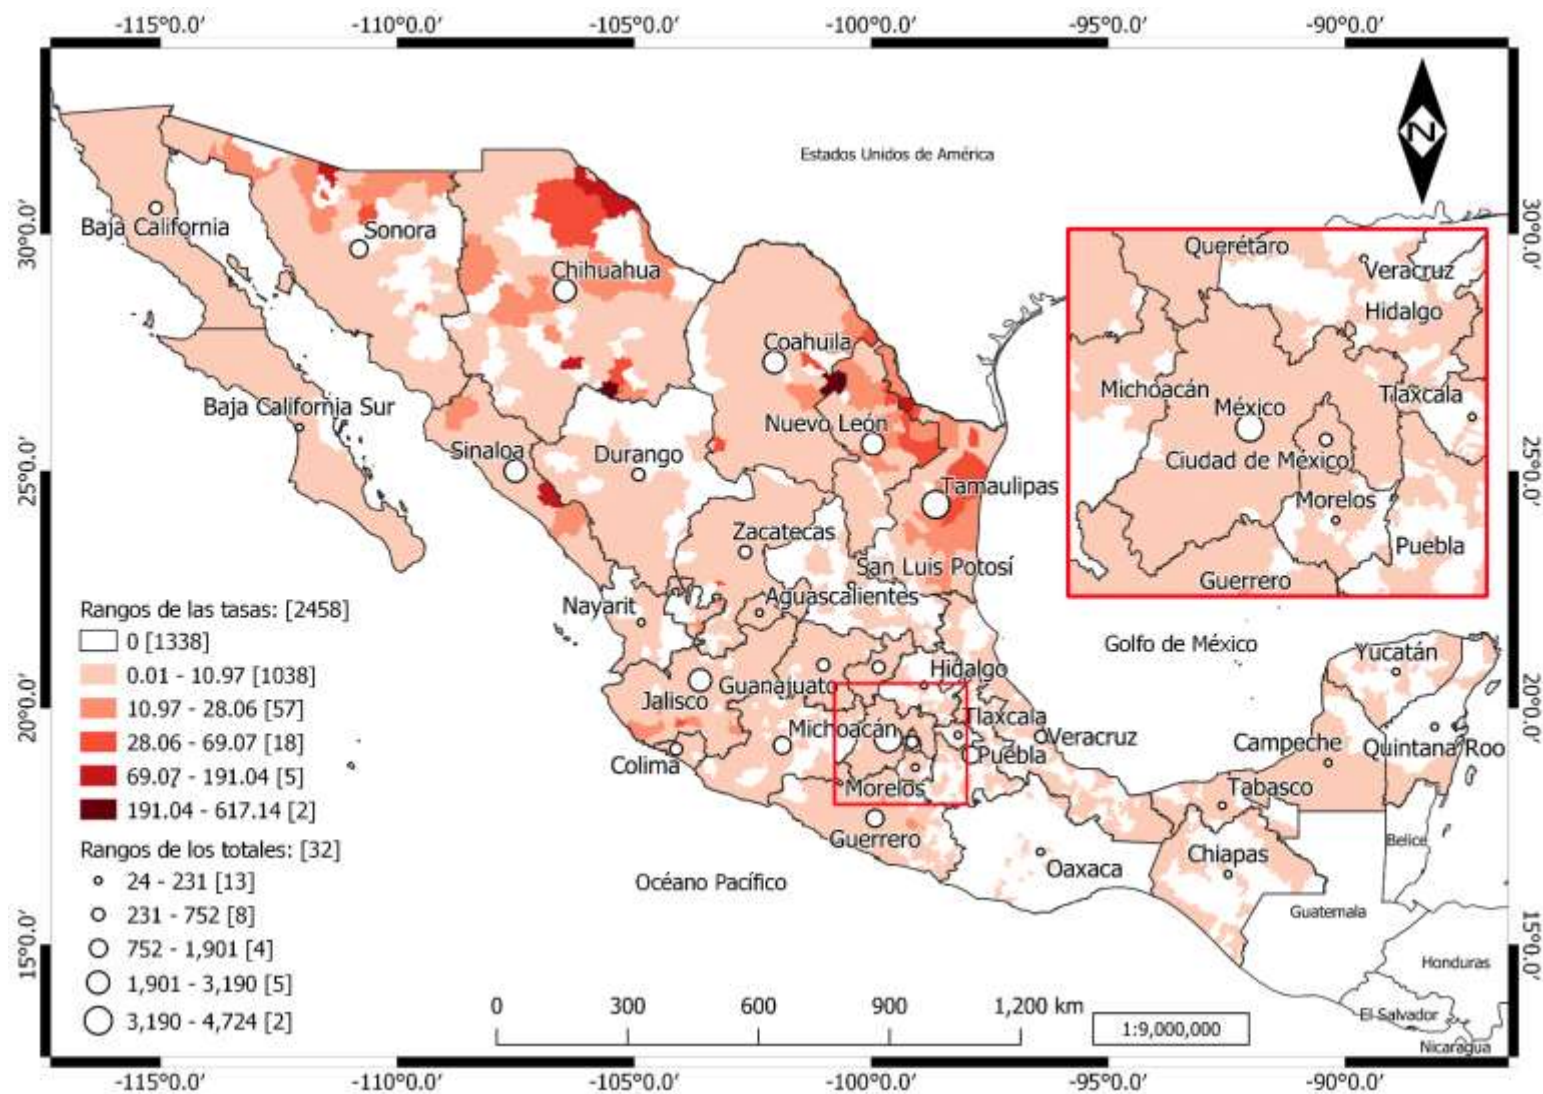 -115°0.0′ -110°0.0′ -105°0.0′ -100°0.0′ -95°0.0′ -90°0.0′
30°0.0′
25°0.0′
20°0.0′
15°0.0′
N
Estados Unidos de América
Baja California
Sonora
Chihuahua
Coahuila
Baja California Sur
Sinaloa
Durango
Nuevo León
Tamaulipas
Zacatecas
San Luis Potosí
Nayarit
Aguascalientes
Jalisco
Guanajuato
Hidalgo
Michoacán
Tlaxcala
Veracruz
Puebla
Colima
Morelos
Guerrero
Oaxaca
Océano Pacífico
Golfo de México
Yucatán
Campeche
Quintana Roo
Tabasco
Chiapas
Belice
Guatemala
Honduras
El Salvador
Nicaragua
Querétaro
Veracruz
Hidalgo
Michoacán
México
Tlaxcala
Ciudad de México
Morelos
Puebla
Guerrero
Rangos de las tasas: [2458]
0 [1338]
0.01 - 10.97 [1038]
10.97 - 28.06 [57]
28.06 - 69.07 [18]
69.07 - 191.04 [5]
191.04 - 617.14 [2]
Rangos de los totales: [32]
24 - 231 [13]
231 - 752 [8]
752 - 1,901 [4]
1,901 - 3,190 [5]
3,190 - 4,724 [2]
0 300 600 900 1,200 km
1:9,000,000
30°0.0′
25°0.0′
20°0.0′
15°0.0′
-115°0.0′ -110°0.0′ -105°0.0′ -100°0.0′ -95°0.0′ -90°0.0′